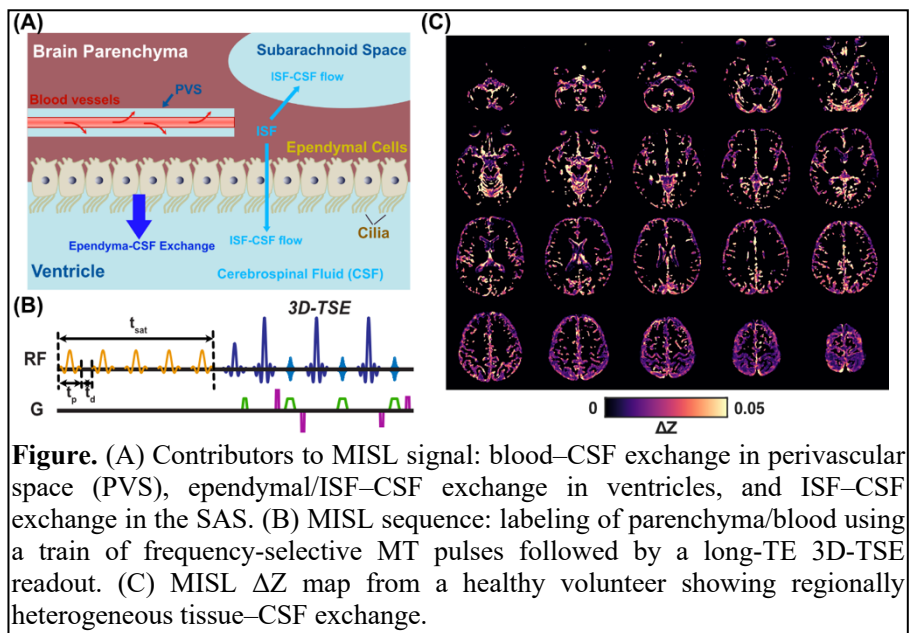 (A)
Brain Parenchyma
Subarachnoid Space
ISF-CSF flow
PVS
Blood vessels
ISF
Ependymal Cells
Cilia
Ependyma-CSF Exchange
ISF-CSF flow
Ventricle
Cerebrospinal Fluid (CSF)
(B)
3D-TSE
tsat
RF
tp
td
G
(C)
0
0.05
ΔZ
Figure. (A) Contributors to MISL signal: blood–CSF exchange in perivascular
space (PVS), ependymal/ISF–CSF exchange in ventricles, and ISF–CSF
exchange in the SAS. (B) MISL sequence: labeling of parenchyma/blood using
a train of frequency-selective MT pulses followed by a long-TE 3D-TSE
readout. (C) MISL ΔZ map from a healthy volunteer showing regionally
heterogeneous tissue–CSF exchange.